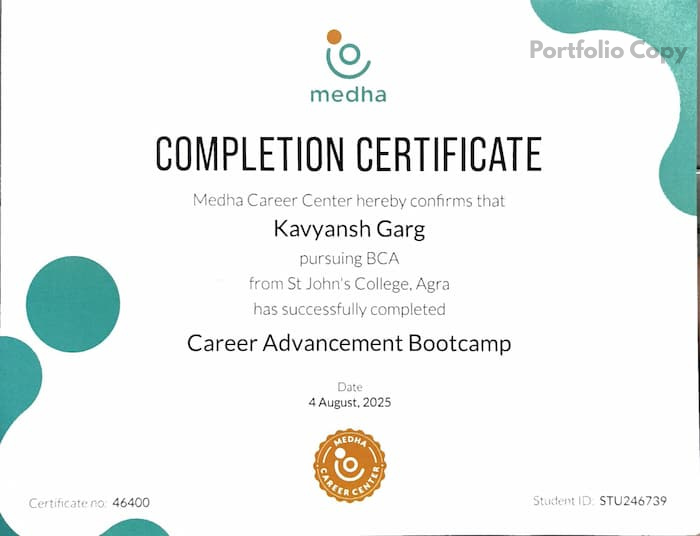 Portfolio Copy
medha
COMPLETION CERTIFICATE
Medha Career Center hereby confirms that
Kavyansh Garg
pursuing BCA
from St John's College, Agra
has successfully completed
Career Advancement Bootcamp
Date
4 August, 2025
MEDHA
CAREER CENTER
Certificate no: 46400
Student ID: STU246739